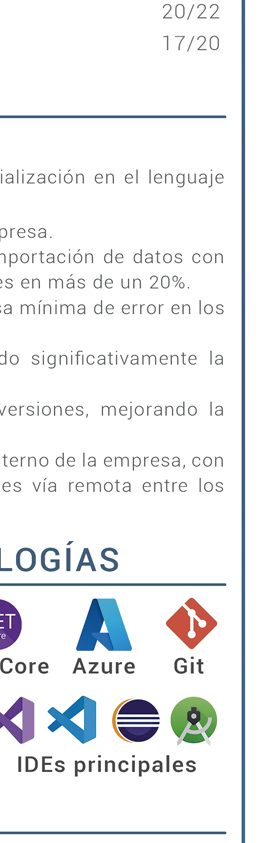 20/22
17/20
ialización en el lenguaje
presa.
mportación de datos con
es en más de un 20%.
sa mínima de error en los
do significativamente la
versiones, mejorando la
terno de la empresa, con
es vía remota entre los
LOGÍAS
ET
re
Core Azure Git
IDEs principales